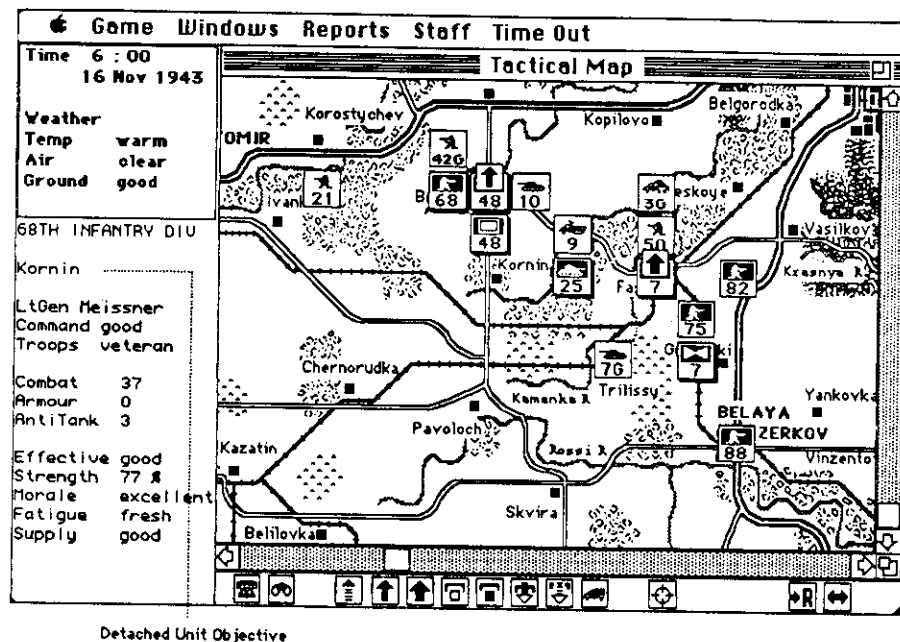 Game Windows Reports Staff Time Out
Time 6 : 00
16 Nov 1943
Weather
Temp warm
Air clear
Ground good
68TH INFANTRY DIV
Kornin
LtGen Meissner
Command good
Troops veteran
Combat 37
Armour 0
AntiTank 3
Effective good
Strength 77 %
Morale excellent
Fatigue fresh
Supply good
Tactical Map
Korostychev
Kopilovo
Belgorodka
OMIR
42G
68
48
10
21
ivank
3G
eskoye
50
Vasilkov
48
9
Kornin
25
Fa
7
82
Krasnya R
75
G
ki
7
7G
Trilissy
Chernorudka
Kamanka R
Yankovka
Pavoloch
BELAYA
ZERKOV
88
Kazatin
Rossi R
Vinzento
Skvira
Belilovka
R
Detached Unit Objective